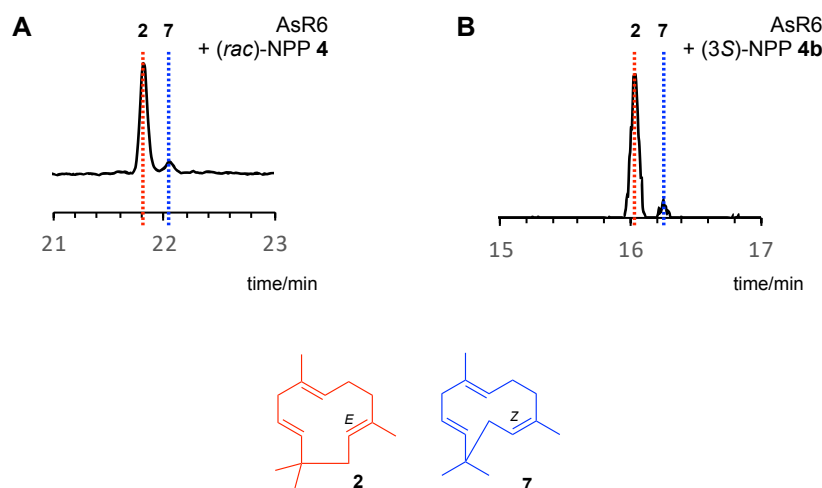 A
2 7
AsR6
+ (rac)-NPP 4
21 22 23
time/min
B
2 7
AsR6
+ (3S)-NPP 4b
15 16 17
time/min
E
2
Z
7